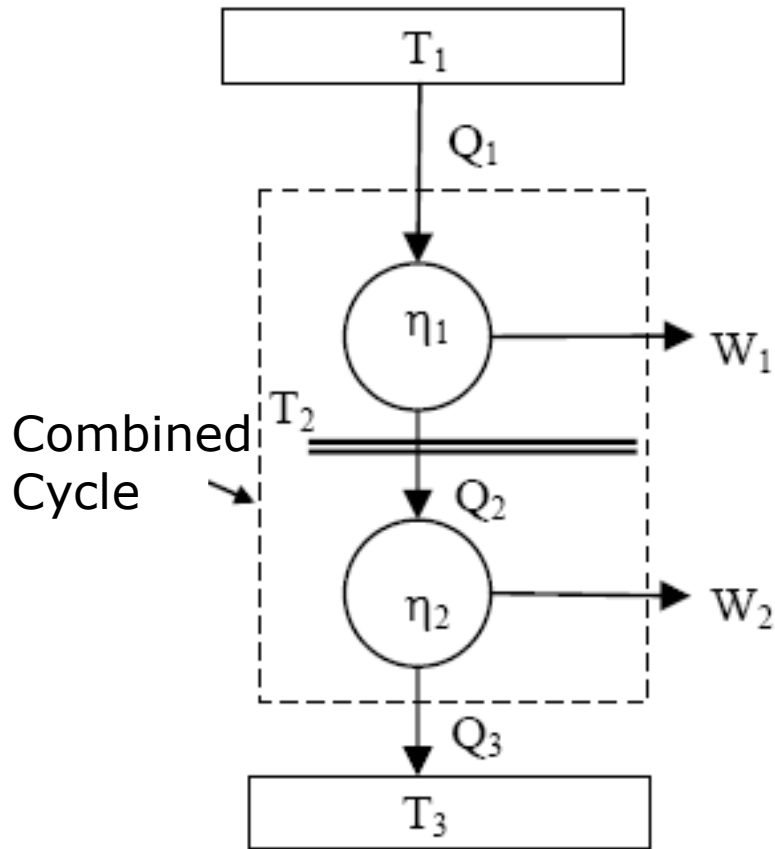 T₁
Q₁
η₁
W₁
T₂
Combined
Cycle
Q₂
η₂
W₂
Q₃
T₃